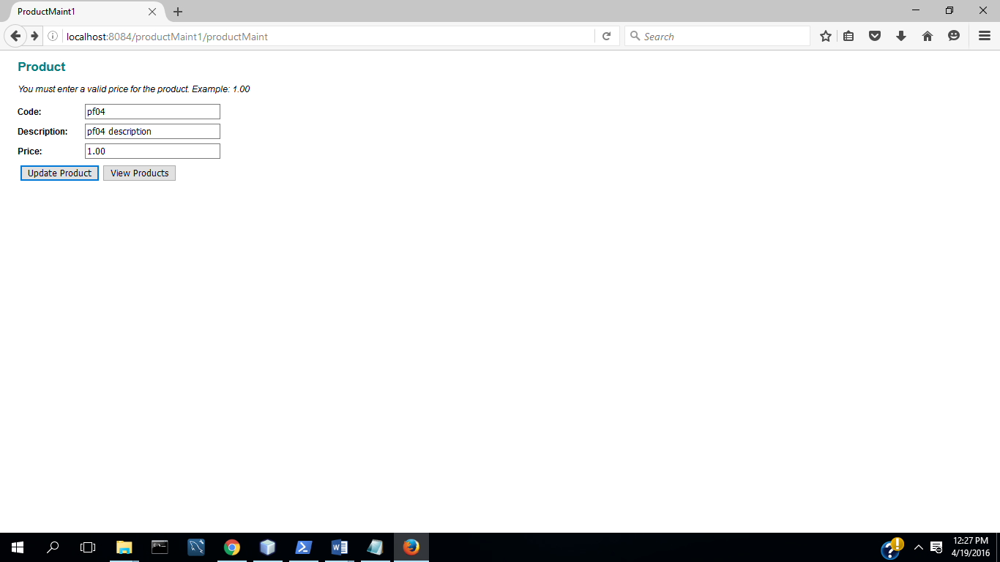 ProductMaint1
localhost:8084/productMaint1/productMaint
Search
Product
You must enter a valid price for the product. Example: 1.00
Code: pf04
Description: pf04 description
Price: 1.00
Update Product View Products
12:27 PM
4/19/2016